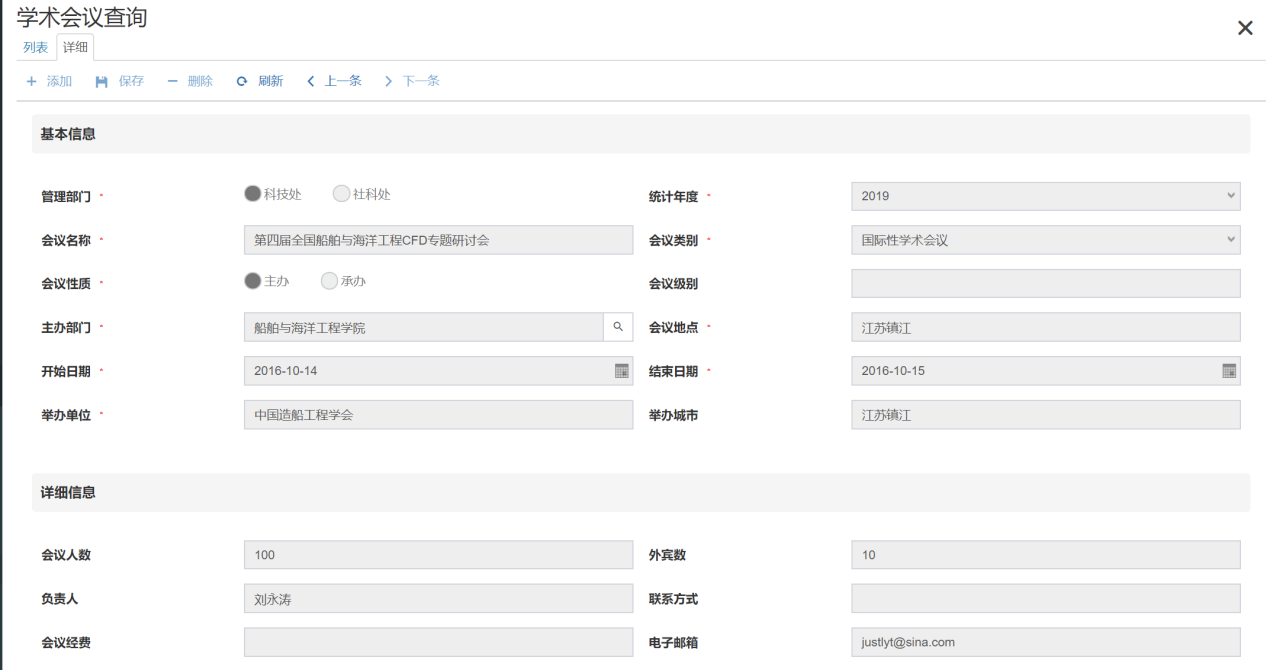 学术会议查询
列表 详细
添加 保存 删除 刷新 上一条 下一条
基本信息
管理部门 * 科技处 社科处 统计年度 * 2019
会议名称 * 第四届全国船舶与海洋工程CFD专题研讨会 会议类别 * 国际性学术会议
会议性质 * 主办 承办 会议级别
主办部门 * 船舶与海洋工程学院 会议地点 * 江苏镇江
开始日期 * 2016-10-14 结束日期 * 2016-10-15
举办单位 * 中国造船工程学会 举办城市 江苏镇江
详细信息
会议人数 100 外宾数 10
负责人 刘永涛 联系方式
会议经费 电子邮箱 justlyt@sina.com